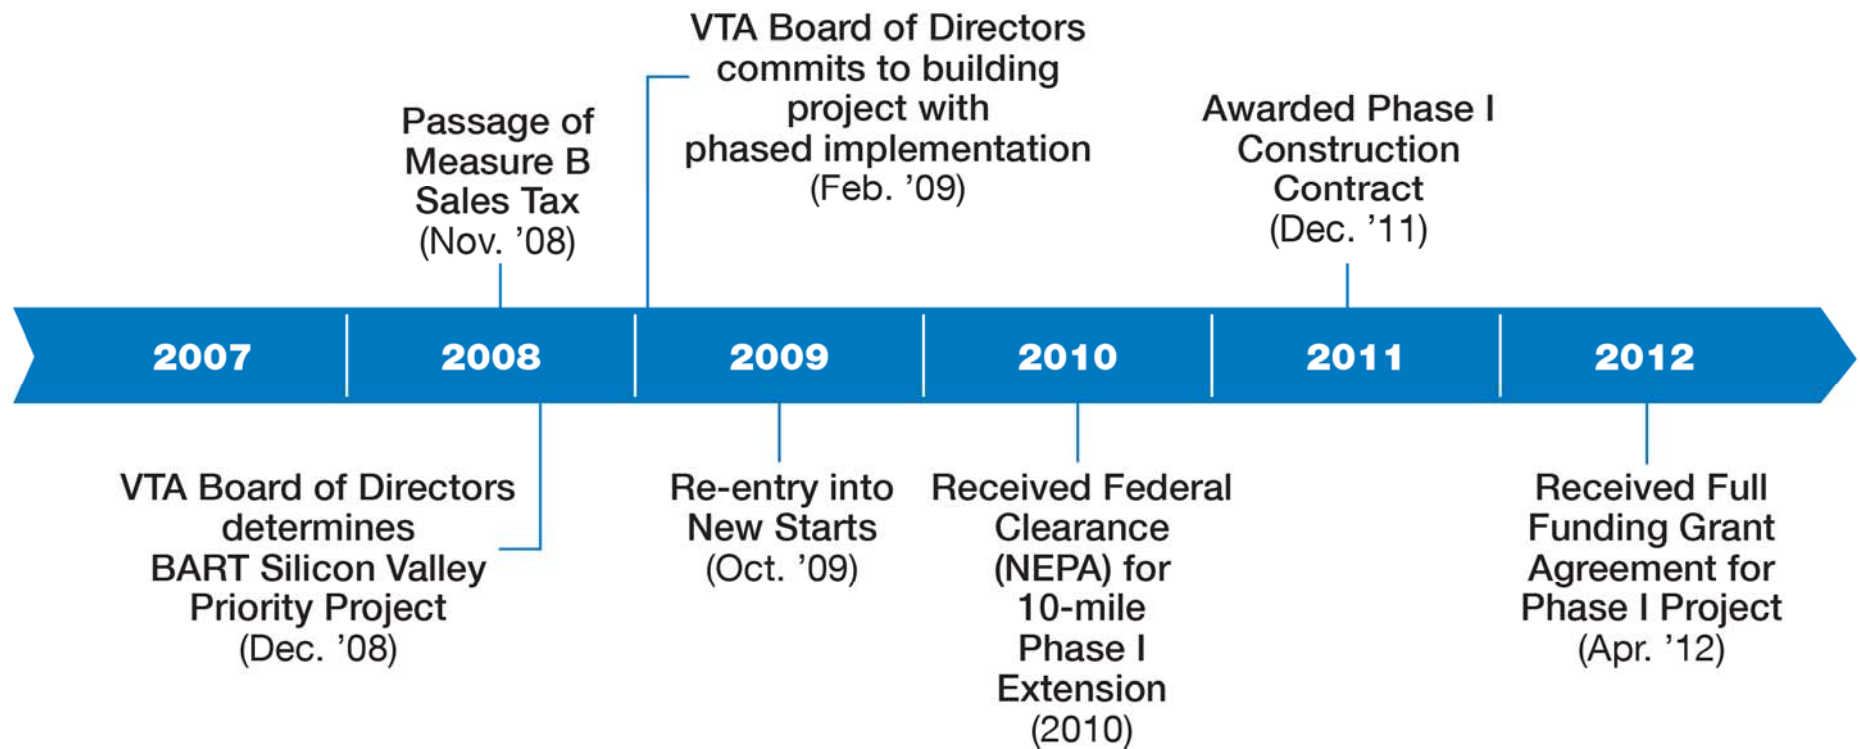 VTA Board of Directors
commits to building
project with
phased implementation
(Feb. ’09)
Passage of
Measure B
Sales Tax
(Nov. ’08)
Awarded Phase I
Construction
Contract
(Dec. ’11)
2007
2008
2009
2010
2011
2012
VTA Board of Directors
determines
BART Silicon Valley
Priority Project
(Dec. ’08)
Re-entry into
New Starts
(Oct. ’09)
Received Federal
Clearance
(NEPA) for
10-mile
Phase I
Extension
(2010)
Received Full
Funding Grant
Agreement for
Phase I Project
(Apr. ’12)